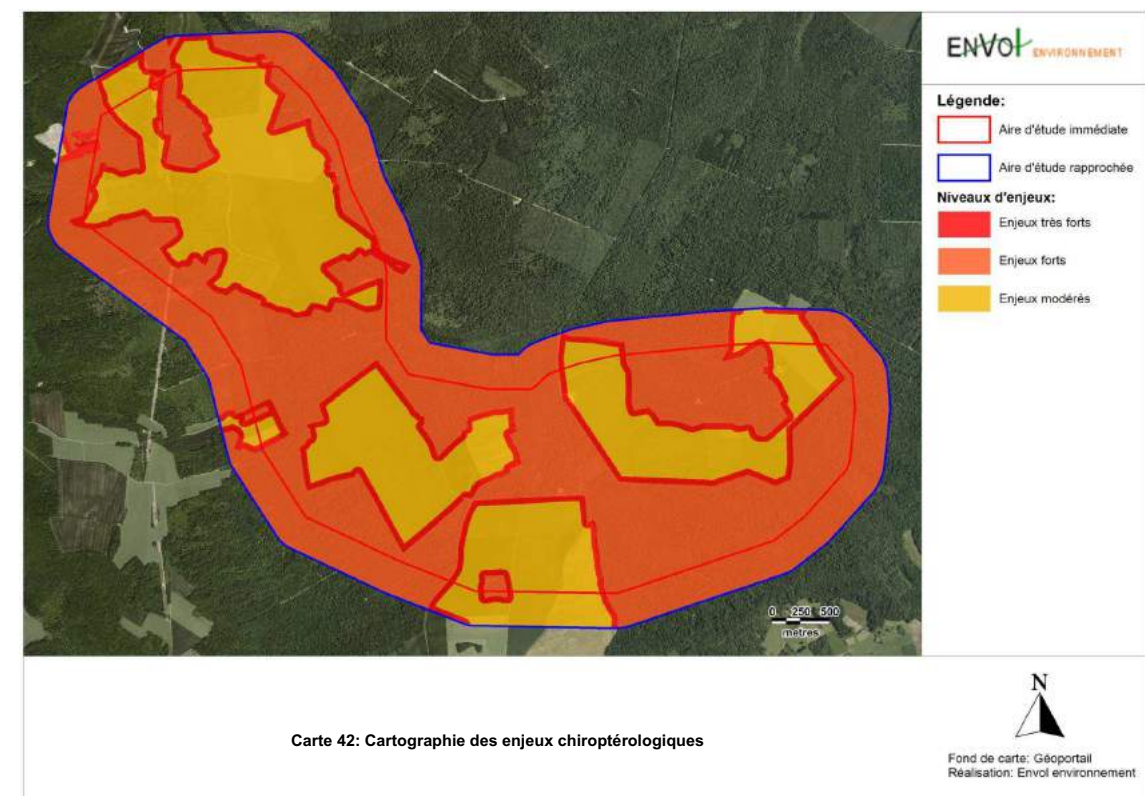 ENVOL ENVIRONNEMENT
Légende:
Aire d'étude immédiate
Aire d'étude rapprochée
Niveaux d'enjeux:
Enjeux très forts
Enjeux forts
Enjeux modérés
0 250 500
mètres
N
Carte 42: Cartographie des enjeux chiroptérologiques
Fond de carte: Géoportail
Réalisation: Envol environnement